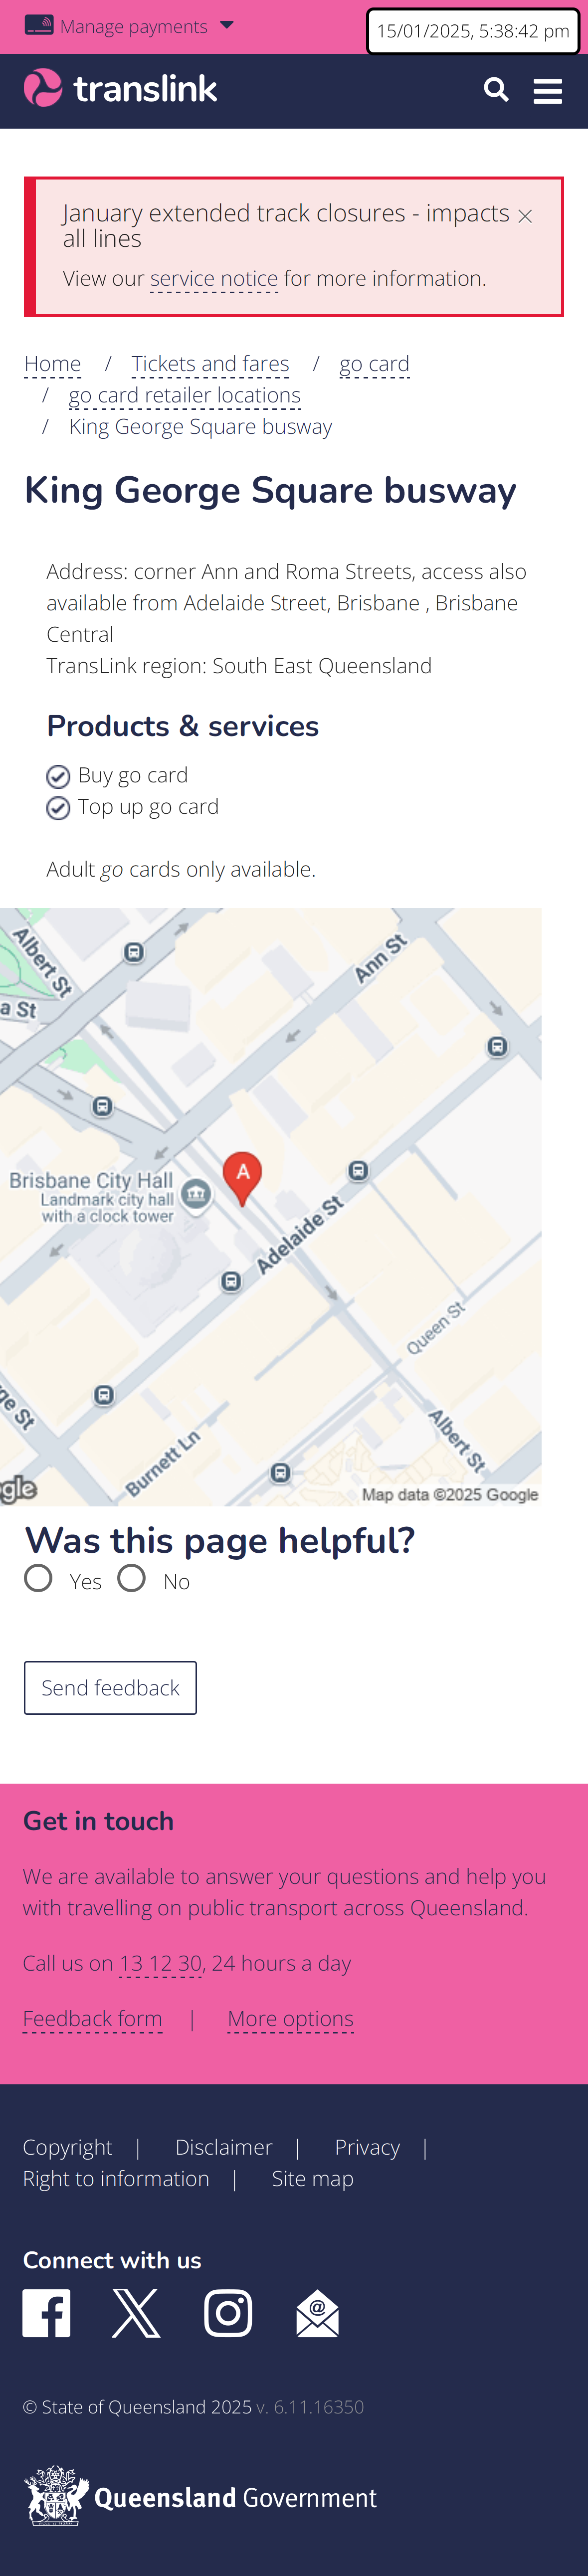 Manage payments
15/01/2025, 5:38:42 pm
translink
January extended track closures - impacts
all lines
View our service notice for more information.
Home / Tickets and fares / go card
/ go card retailer locations
/ King George Square busway
King George Square busway
Address: corner Ann and Roma Streets, access also
available from Adelaide Street, Brisbane , Brisbane
Central
TransLink region: South East Queensland
Products & services
Buy go card
Top up go card
Adult go cards only available.
Albert St
a St
Ann St
A
Brisbane City Hall
Landmark city hall
with a clock tower
Adelaide St
Queen St
ge St
Albert St
Burnett Ln
gle
Map data ©2025 Google
Was this page helpful?
Yes No
Send feedback
Get in touch
We are available to answer your questions and help you
with travelling on public transport across Queensland.
Call us on 13 12 30, 24 hours a day
Feedback form | More options
Copyright | Disclaimer | Privacy |
Right to information | Site map
Connect with us
@
© State of Queensland 2025 v. 6.11.16350
Queensland Government